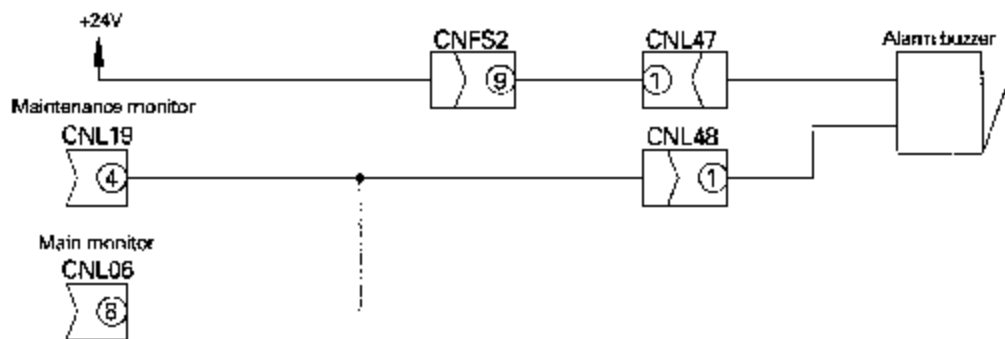 +24V
CNFS2
CNL47
Alarm buzzer
9
1
Maintenance monitor
CNL19
CNL48
4
1
Main monitor
CNL06
8